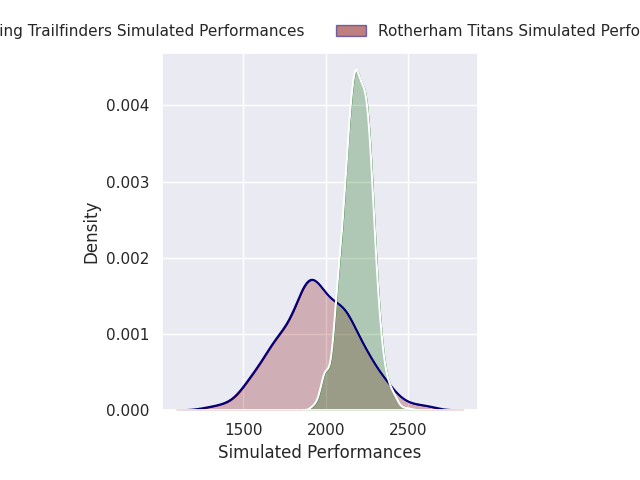 ing Trailfinders Simulated Performances
Rotherham Titans Simulated Perfo
0.004
0.003
0.002
0.001
0.000
Density
1500 2000 2500
Simulated Performances